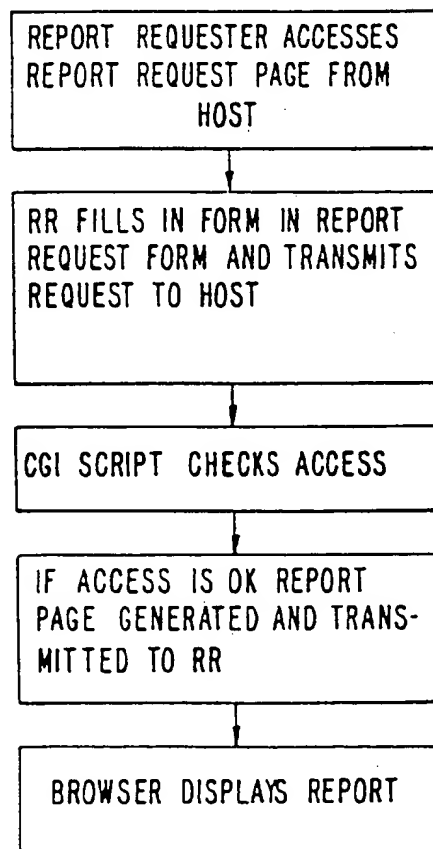 REPORT REQUESTER ACCESSES
REPORT REQUEST PAGE FROM
HOST
RR FILLS IN FORM IN REPORT
REQUEST FORM AND TRANSMITS
REQUEST TO HOST
CGI SCRIPT CHECKS ACCESS
IF ACCESS IS OK REPORT
PAGE GENERATED AND TRANS-
MITTED TO RR
BROWSER DISPLAYS REPORT